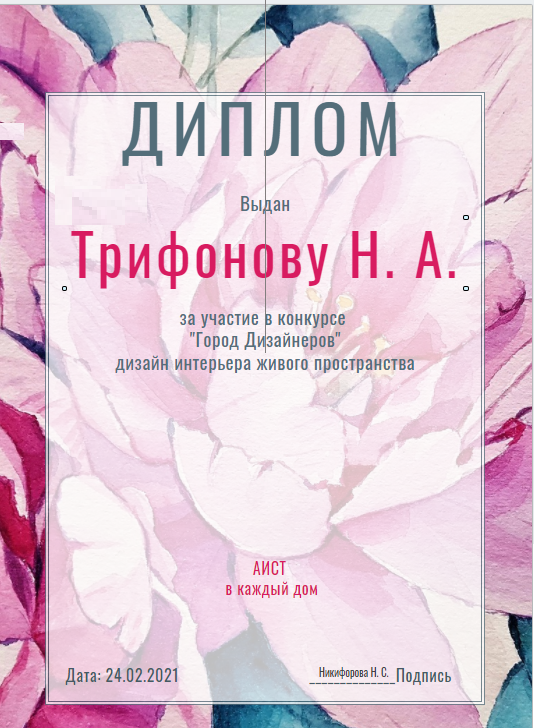 ДИПЛОМ
Выдан
Трифонову Н. А.
за участие в конкурсе
"Город Дизайнеров"
дизайн интерьера живого пространства
АИСТ
в каждый дом
Дата: 24.02.2021
Никифорова Н. С.
_______________Подпись